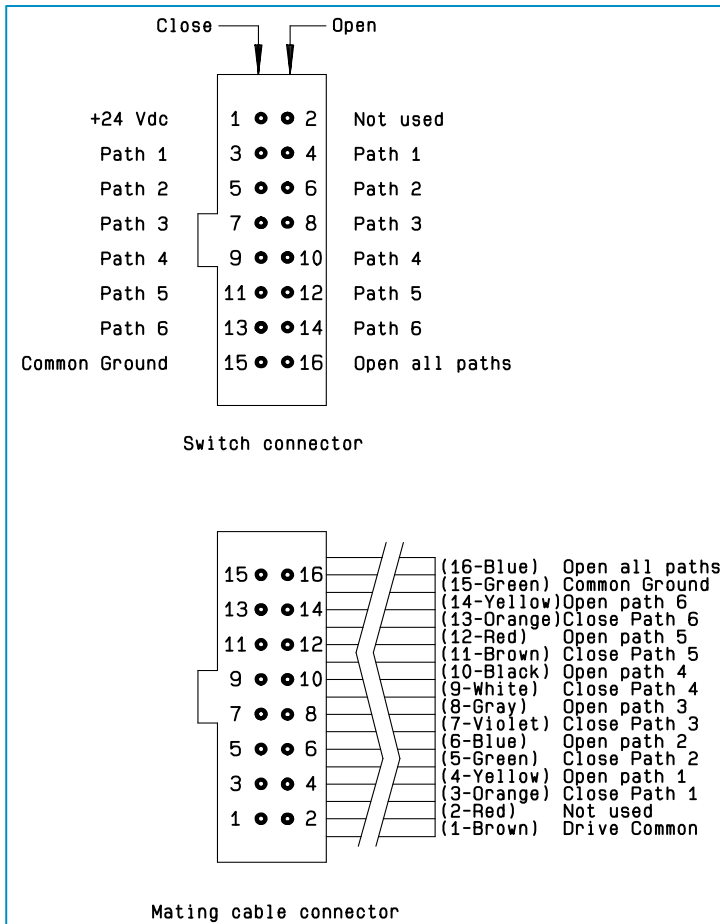 Close Open
+24 Vdc 1 2 Not used
Path 1 3 4 Path 1
Path 2 5 6 Path 2
Path 3 7 8 Path 3
Path 4 9 10 Path 4
Path 5 11 12 Path 5
Path 6 13 14 Path 6
Common Ground 15 16 Open all paths
Switch connector
15 16
13 14
11 12
9 10
7 8
5 6
3 4
1 2
(16-Blue) Open all paths
(15-Green) Common Ground
(14-Yellow) Open path 6
(13-Orange) Close Path 6
(12-Red) Open path 5
(11-Brown) Close Path 5
(10-Black) Open path 4
(9-White) Close Path 4
(8-Gray) Open path 3
(7-Violet) Close Path 3
(6-Blue) Open path 2
(5-Green) Close Path 2
(4-Yellow) Open path 1
(3-Orange) Close Path 1
(2-Red) Not used
(1-Brown) Drive Common
Mating cable connector